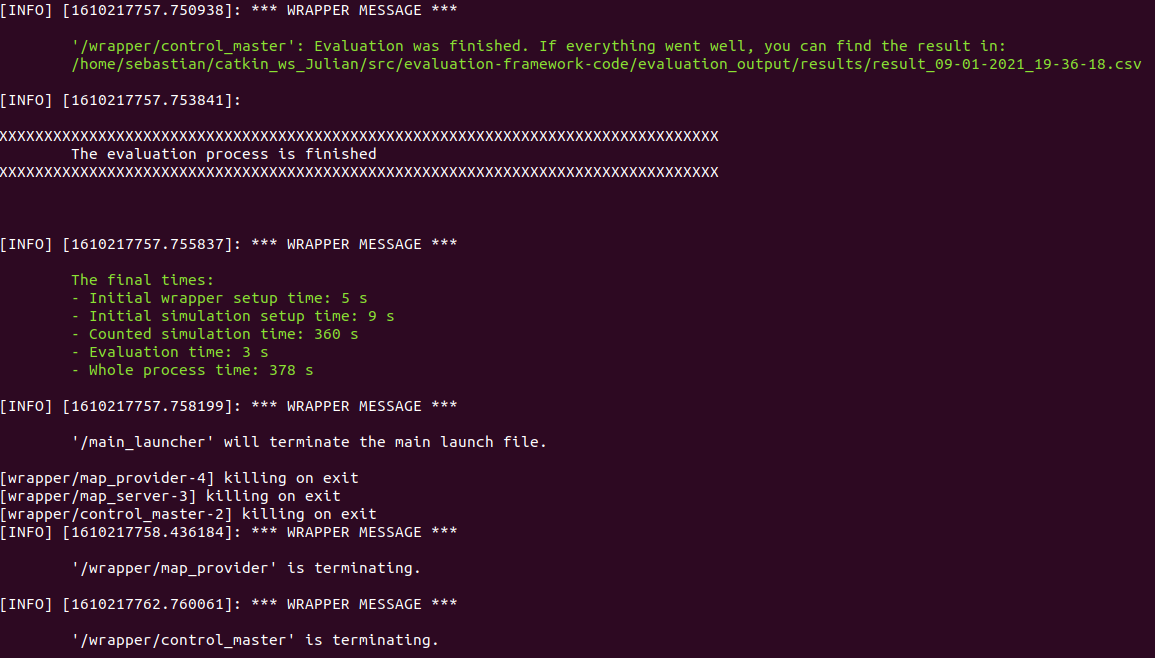 [INFO] [1610217757.750938]: *** WRAPPER MESSAGE ***
'/wrapper/control_master': Evaluation was finished. If everything went well, you can find the result in:
/home/sebastian/catkin_ws_Julian/src/evaluation-framework-code/evaluation_output/results/result_09-01-2021_19-36-18.csv
[INFO] [1610217757.753841]:
XXXXXXXXXXXXXXXXXXXXXXXXXXXXXXXXXXXXXXXXXXXXXXXXXXXXXXXXXXXXXXXXXXXXXXXXXXXXXXXX
The evaluation process is finished
XXXXXXXXXXXXXXXXXXXXXXXXXXXXXXXXXXXXXXXXXXXXXXXXXXXXXXXXXXXXXXXXXXXXXXXXXXXXXXXX
[INFO] [1610217757.755837]: *** WRAPPER MESSAGE ***
The final times:
- Initial wrapper setup time: 5 s
- Initial simulation setup time: 9 s
- Counted simulation time: 360 s
- Evaluation time: 3 s
- Whole process time: 378 s
[INFO] [1610217757.758199]: *** WRAPPER MESSAGE ***
'/main_launcher' will terminate the main launch file.
[wrapper/map_provider-4] killing on exit
[wrapper/map_server-3] killing on exit
[wrapper/control_master-2] killing on exit
[INFO] [1610217758.436184]: *** WRAPPER MESSAGE ***
'/wrapper/map_provider' is terminating.
[INFO] [1610217762.760061]: *** WRAPPER MESSAGE ***
'/wrapper/control_master' is terminating.